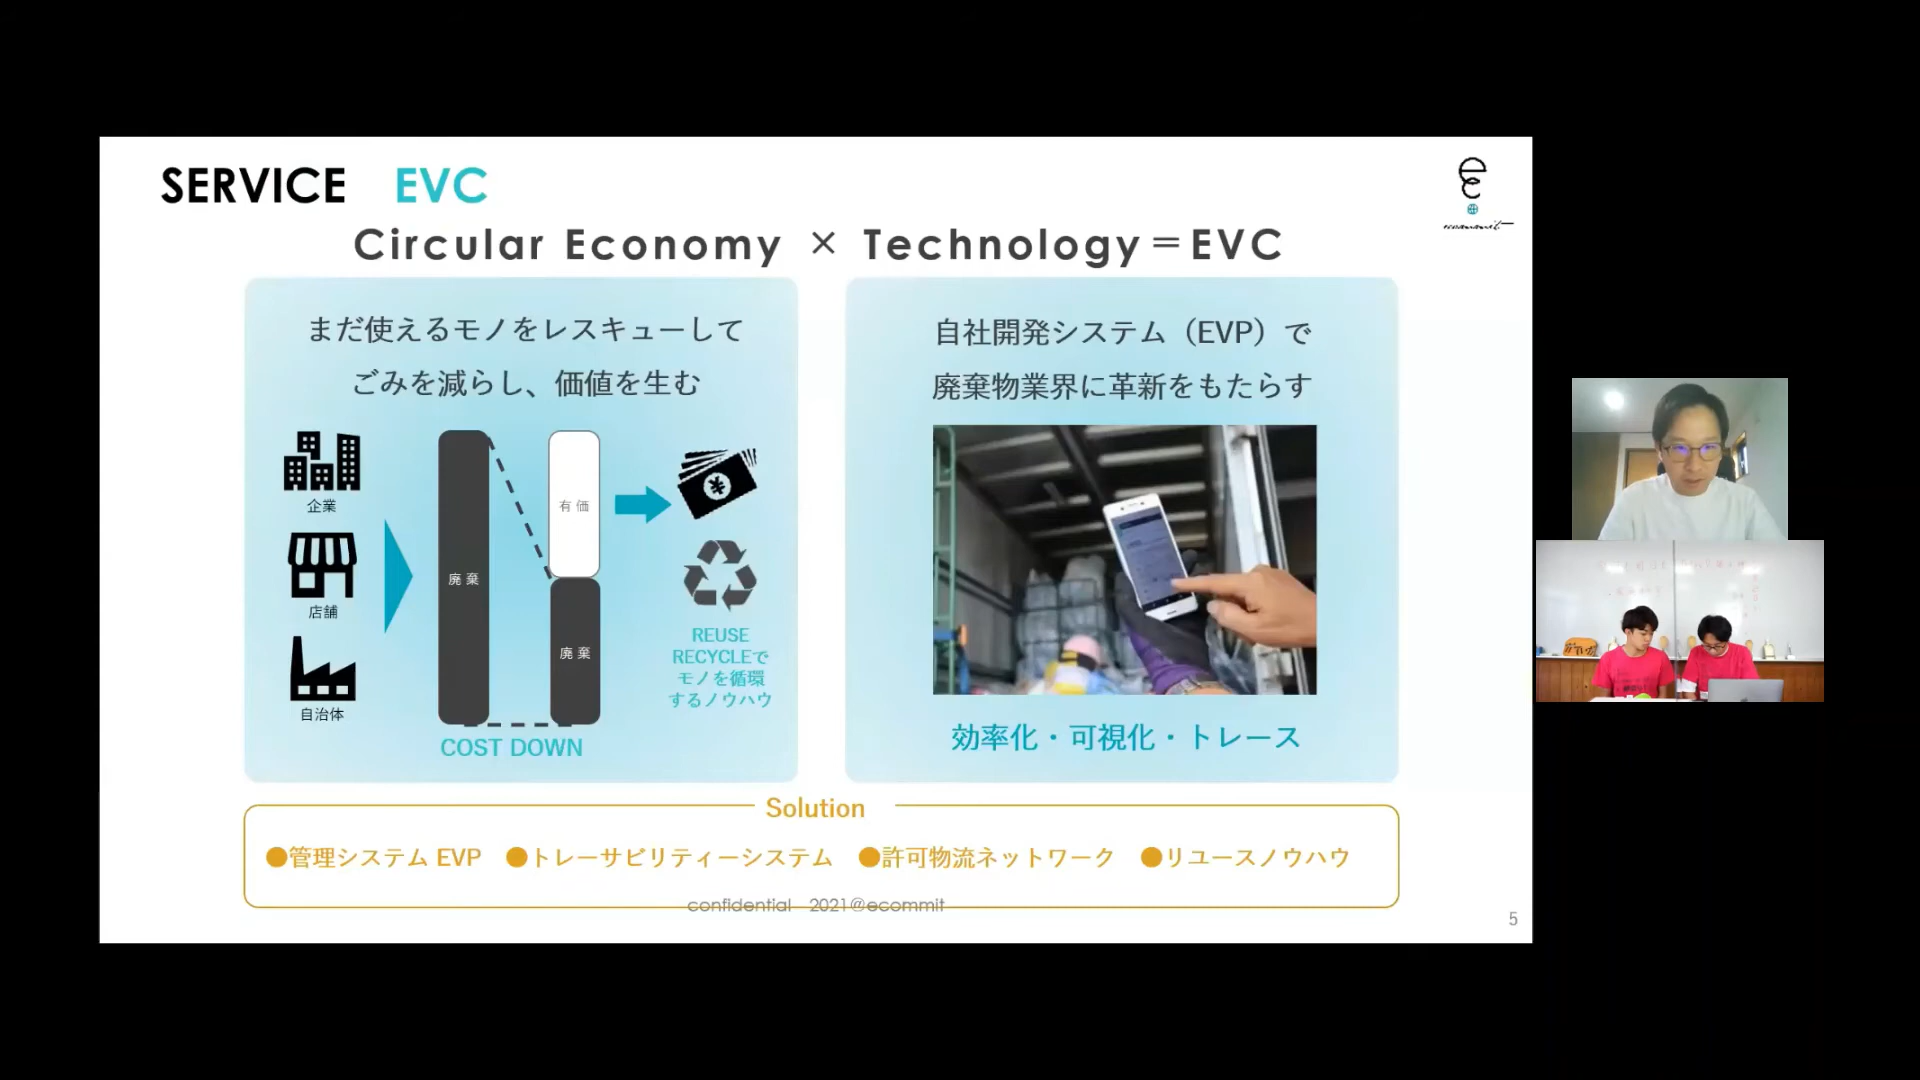 SERVICE EVC
ecommit
Circular Economy × Technology＝EVC
まだ使えるモノをレスキューして
ごみを減らし、価値を生む
企業
店舗
自治体
廃棄
有価
廃棄
COST DOWN
REUSE
RECYCLEで
モノを循環
するノウハウ
自社開発システム（EVP）で
廃棄物業界に革新をもたらす
効率化・可視化・トレース
Solution
●管理システム EVP ●トレーサビリティーシステム ●許可物流ネットワーク ●リユースノウハウ
confidential 2021@ecommit
5